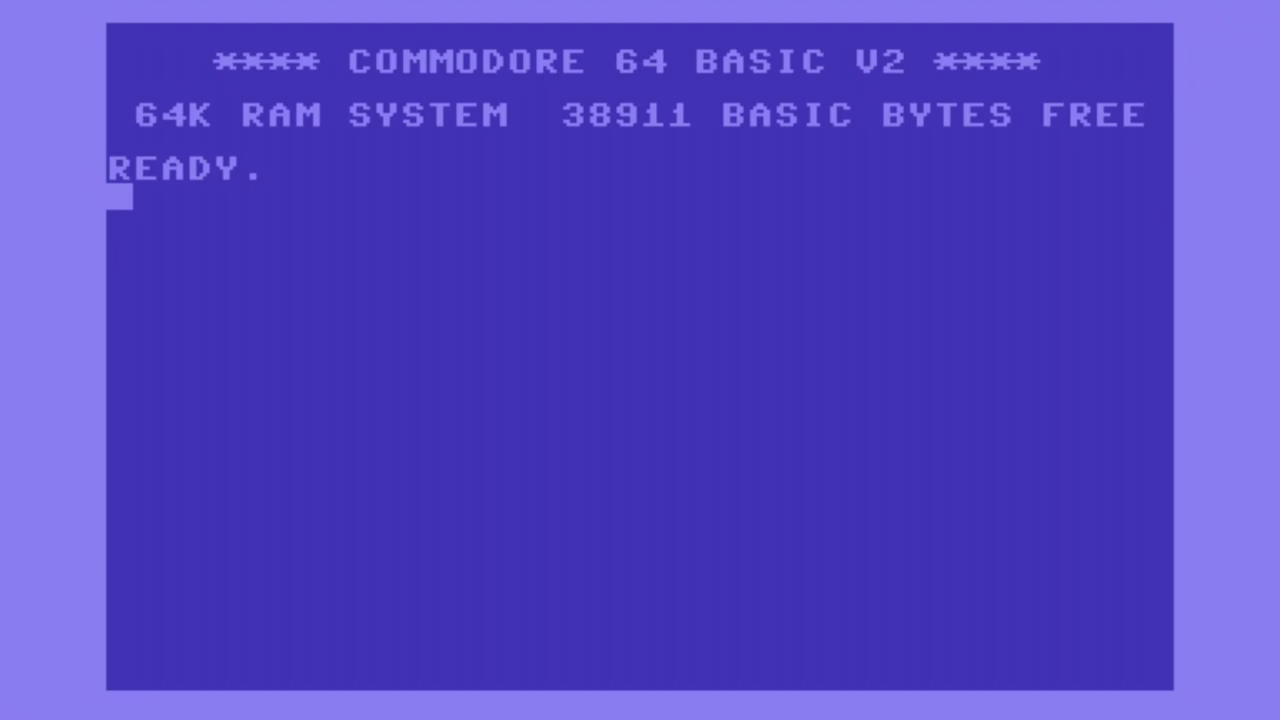 **** COMMODORE 64 BASIC V2 ****
64K RAM SYSTEM  38911 BASIC BYTES FREE
READY.